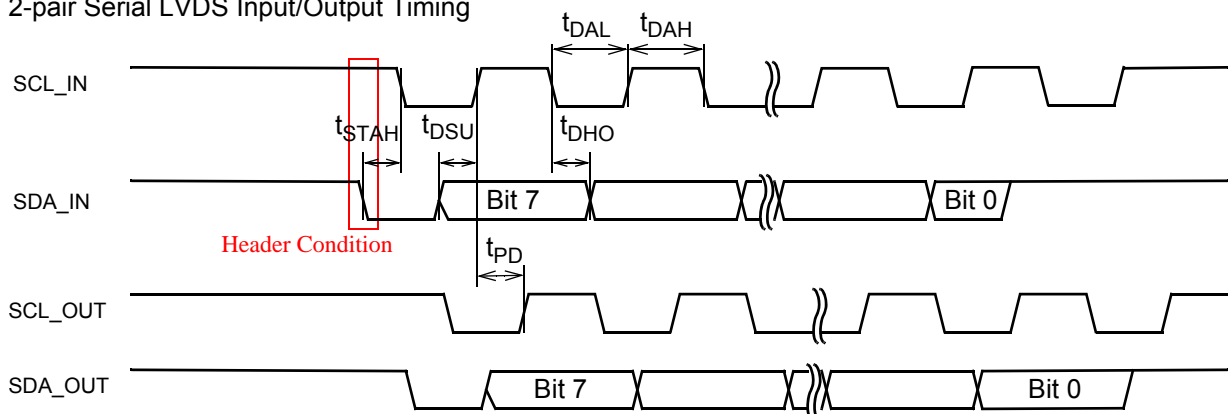 2-pair Serial LVDS Input/Output Timing
tDAL tDAH
SCL_IN
tSTAH tDSU tDHO
SDA_IN Bit 7 Bit 0
Header Condition
tPD
SCL_OUT
SDA_OUT Bit 7 Bit 0